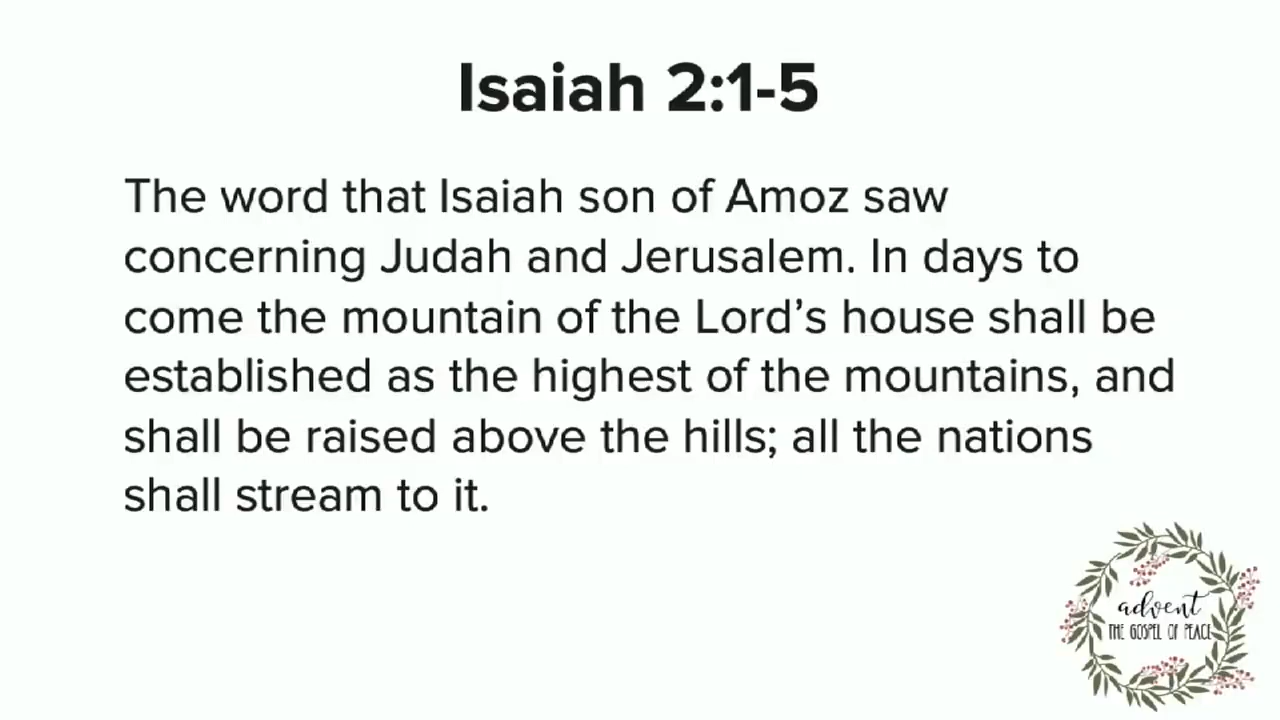 Isaiah 2:1-5
The word that Isaiah son of Amoz saw
concerning Judah and Jerusalem. In days to
come the mountain of the Lord’s house shall be
established as the highest of the mountains, and
shall be raised above the hills; all the nations
shall stream to it.
advent
THE GOSPEL OF PEACE